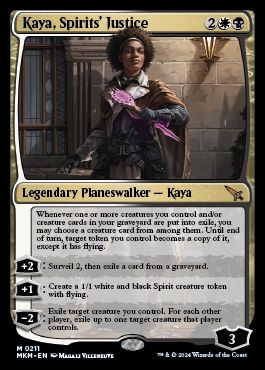 Kaya, Spirits' Justice 2
Legendary Planeswalker — Kaya
Whenever one or more creatures you control and/or
creature cards in your graveyard are put into exile, you
may choose a creature card from among them. Until end
of turn, target token you control becomes a copy of it,
except it has flying.
+2 : Surveil 2, then exile a card from a graveyard.
+1 : Create a 1/1 white and black Spirit creature token
with flying.
-2 : Exile target creature you control. For each other
player, exile up to one target creature that player
controls.
3
M 0211
MKM • EN Magali Villeneuve
™ & © 2024 Wizards of the Coast